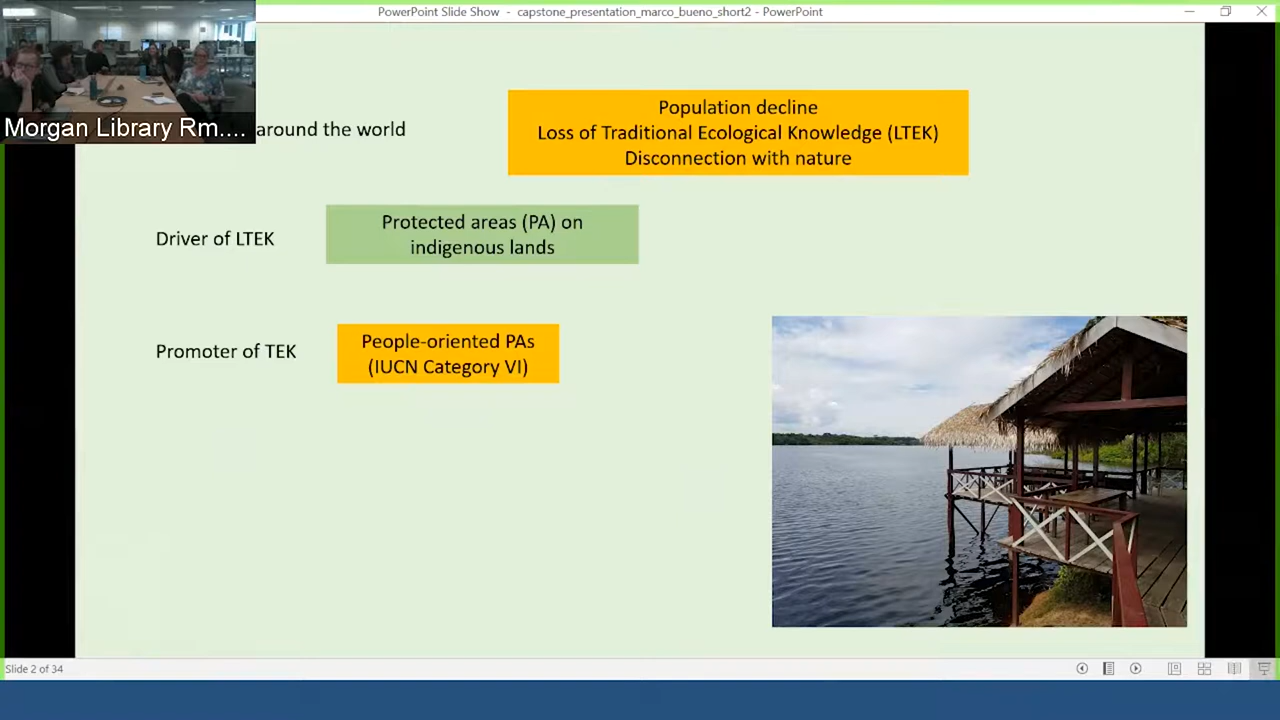 PowerPoint Slide Show - capstone_presentation_marco_bueno_short2 - PowerPoint
Morgan Library Rm....
around the world
Population decline
Loss of Traditional Ecological Knowledge (LTEK)
Disconnection with nature
Driver of LTEK
Protected areas (PA) on
indigenous lands
Promoter of TEK
People-oriented PAs
(IUCN Category VI)
Slide 2 of 34